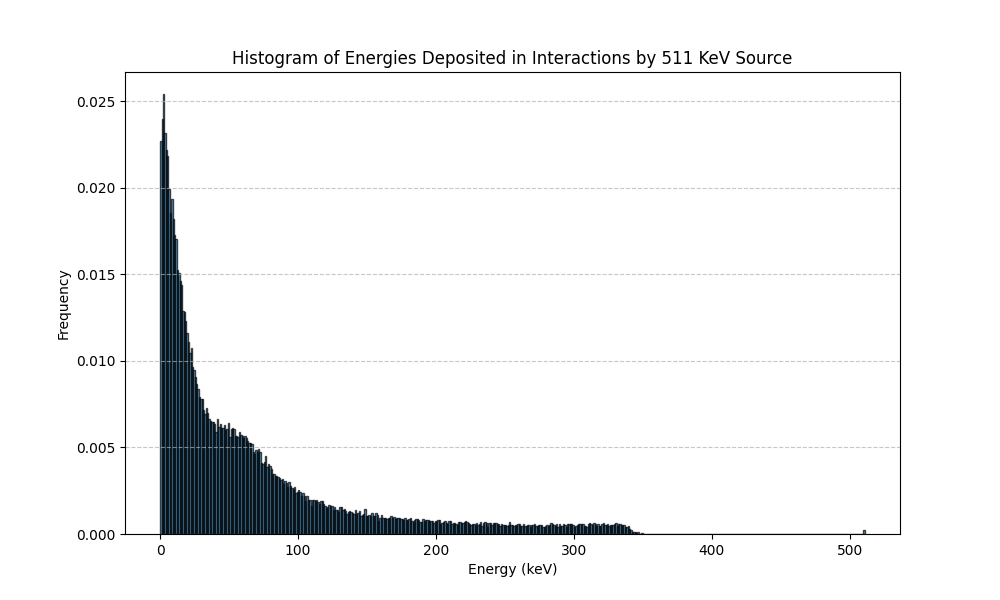 Histogram of Energies Deposited in Interactions by 511 KeV Source
0.025
0.020
0.015
0.010
0.005
0.000
Frequency
0 100 200 300 400 500
Energy (keV)